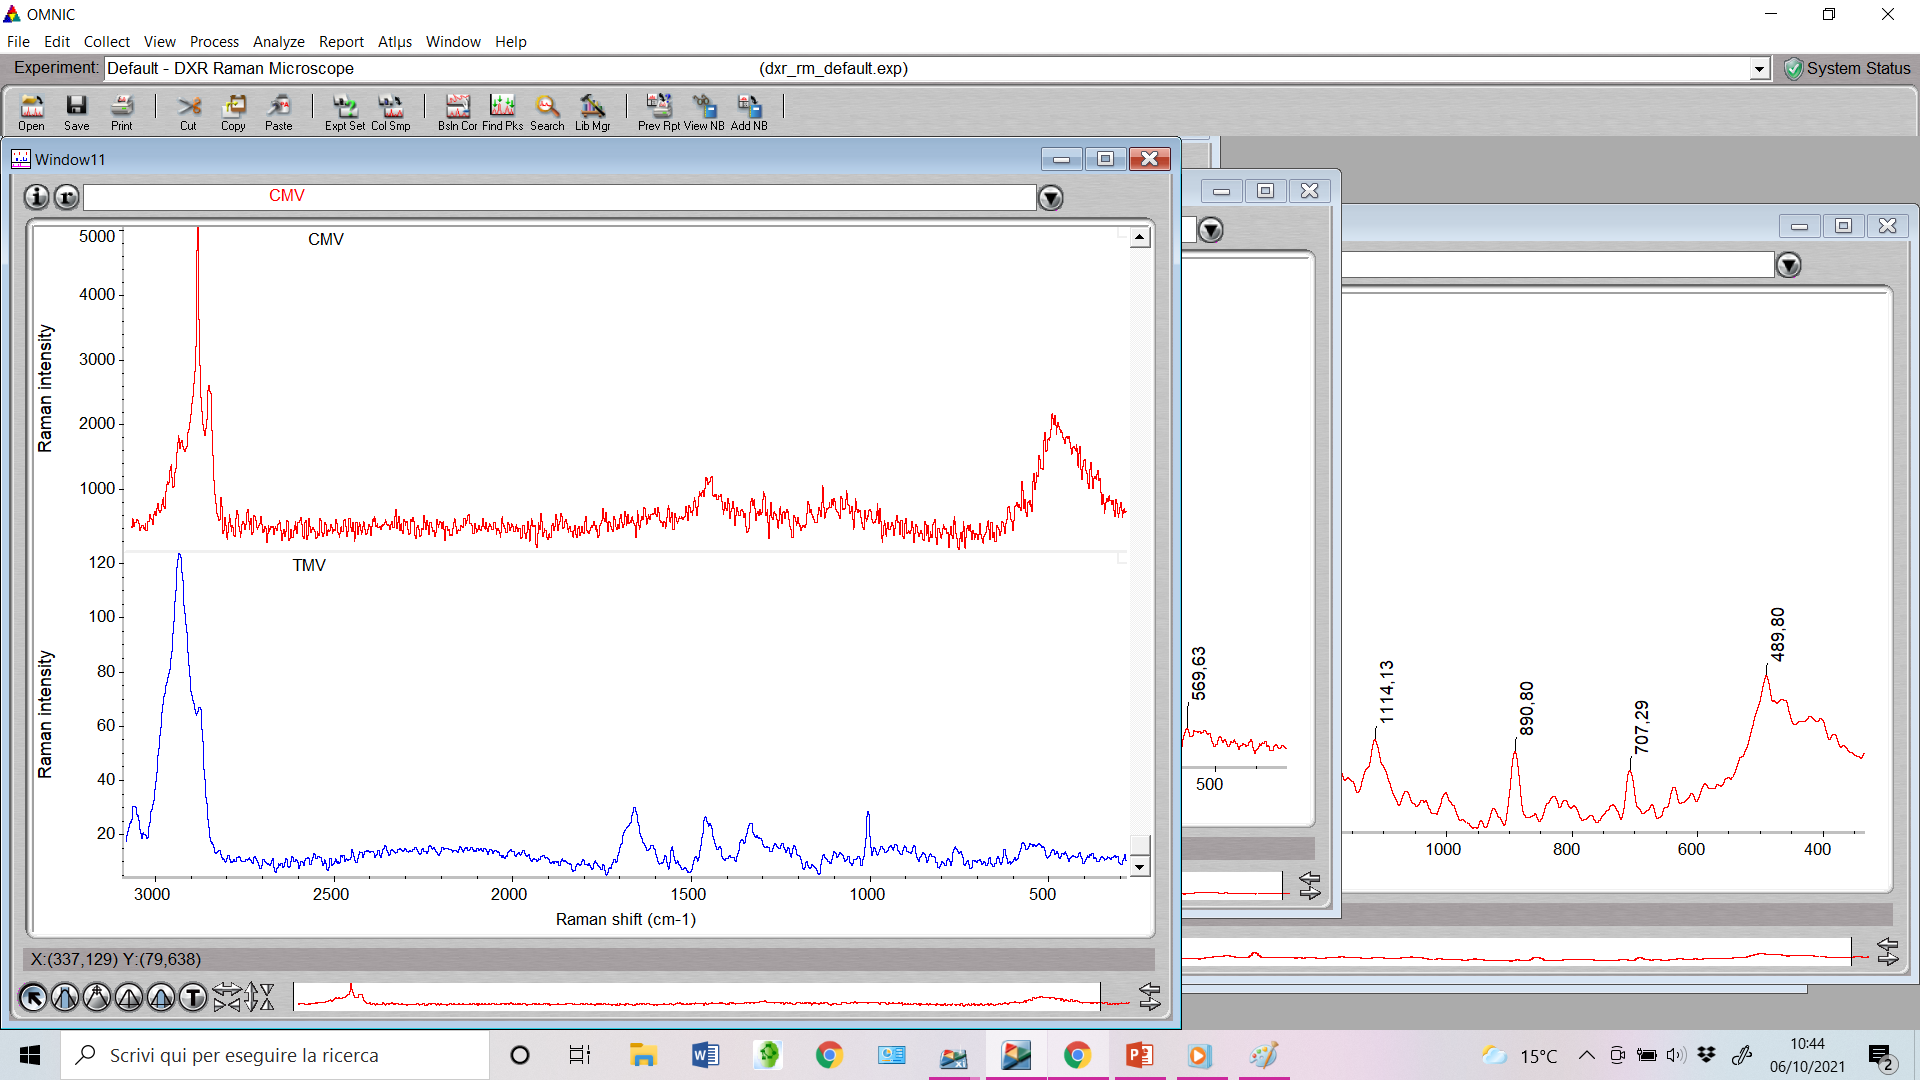 OMNIC
File Edit Collect View Process Analyze Report Atlµs Window Help
Experiment: Default - DXR Raman Microscope (dxr_rm_default.exp) System Status
Open Save Print Cut Copy Paste Expt Set Col Smp Bsln Cor Find Pks Search Lib Mgr Prev Rpt View NB Add NB
Window11
CMV
CMV
5000
4000
3000
2000
1000
Raman intensity
TMV
120
100
80
60
40
20
Raman intensity
3000 2500 2000 1500 1000 500
Raman shift (cm-1)
X:(337,129) Y:(79,638)
569,63
500
1114,13
890,80
707,29
489,80
1000 800 600 400
Scrivi qui per eseguire la ricerca
15°C
10:44
06/10/2021
2